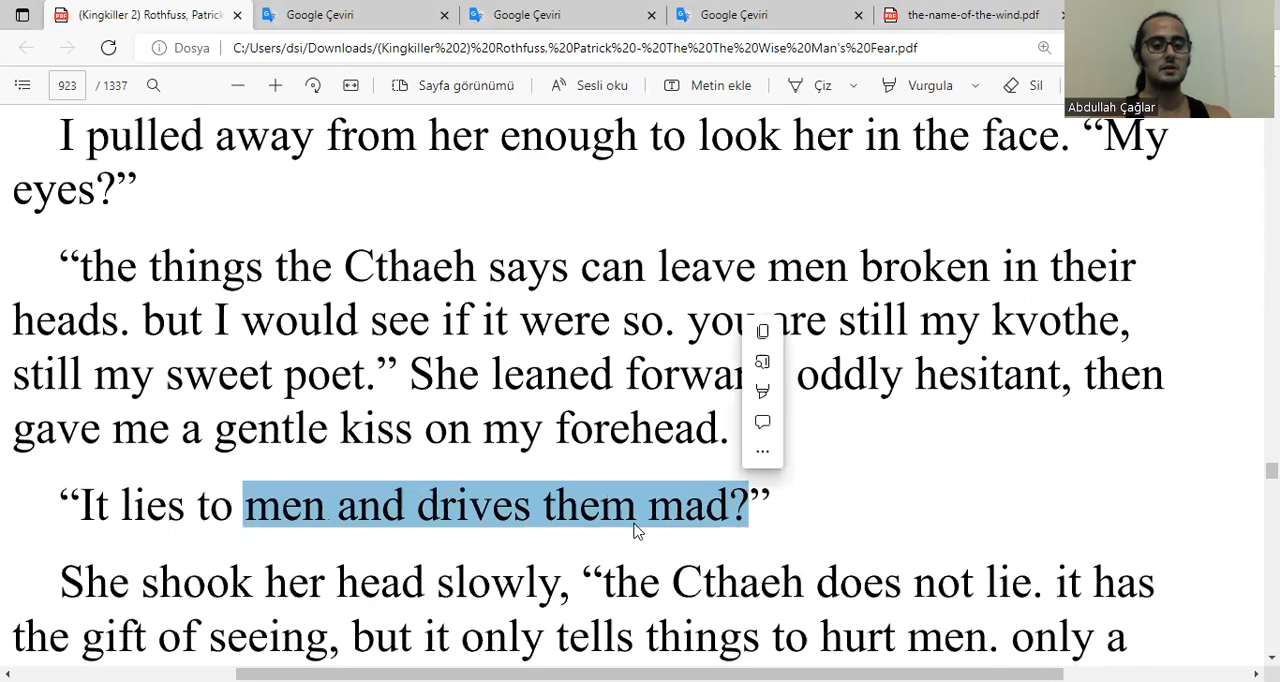 (Kingkiller 2) Rothfuss, Patrick
Google Çeviri
Google Çeviri
Google Çeviri
the-name-of-the-wind.pdf
Dosya
C:/Users/dsi/Downloads/(Kingkiller%202)%20Rothfuss,%20Patrick%20-%20The%20The%20Wise%20Man's%20Fear.pdf
923 / 1337
Sayfa görünümü
Sesli oku
Metin ekle
Çiz
Vurgula
Sil
Abdullah Çağlar
I pulled away from her enough to look her in the face. “My
eyes?”
“the things the Cthaeh says can leave men broken in their
heads. but I would see if it were so. you are still my kvothe,
still my sweet poet.” She leaned forwar oddly hesitant, then
gave me a gentle kiss on my forehead.
“It lies to men and drives them mad?”
She shook her head slowly, “the Cthaeh does not lie. it has
the gift of seeing, but it only tells things to hurt men. only a